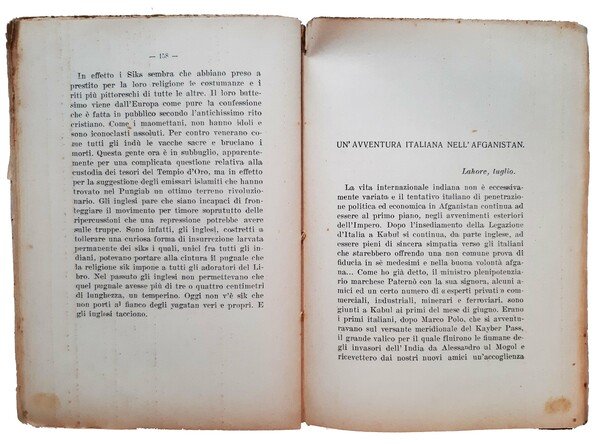 — 158 —
In effetto i Siks sembra che abbiano preso a
prestito per la loro religione le costumanze e i
riti più pittoreschi di tutte le altre. Il loro batte-
simo viene dall'Europa come pure la confessione
che è fatta in pubblico secondo l'antichissimo rito
cristiano. Come i maomettani, non hanno idoli e
sono iconoclasti assoluti. Per contro venerano co-
me tutti gli indù le vacche sacre e bruciano i
morti. Questa gente ora è in subbuglio, apparente-
mente per una complicata questione relativa alla
custodia dei tesori del Tempio d'Oro, ma in effetto
per la suggestione degli emissari islamiti che hanno
trovato nel Pungiab un ottimo terreno rivoluzio-
nario. Gli inglesi pare che siano incapaci di fron-
teggiare il movimento per timore sopratutto delle
ripercussioni che una repressione potrebbe avere
sulle truppe. Sono infatti, gli inglesi, costretti a
tollerare una curiosa forma di insurrezione larvata
permanente dei siks i quali, unici fra tutti gli in-
diani, potevano portare alla cintura il pugnale che
la religione sik impone a tutti gli adoratori del Li-
bro. Nel passato gli inglesi non permettevano che
quel pugnale avesse più di tre o quattro centimetri
di lunghezza, un temperino. Oggi non v'è sik che
non porti al fianco degli yagatan veri e propri. E
gli inglesi tacciono.
UN'AVVENTURA ITALIANA NELL'AFGANISTAN.
Lahore, luglio.
La vita internazionale indiana non è eccessiva-
mente variata e il tentativo italiano di penetrazione
politica ed economica in Afganistan continua ad
essere al primo piano, negli avvenimenti esteriori
dell'Impero. Dopo l'insediamento della Legazione
d'Italia a Kabul si continua, da parte inglese, ad
essere pieni di sincera simpatia verso gli italiani
che starebbero offrendo una non comune prova di
fiducia in sè medesimi e nella buona volontà afga-
na... Come ho già detto, il ministro plenipotenzia-
rio marchese Paternò con la sua signora, alcuni a-
mici ed un certo numero di esperti privati e com-
merciali, industriali, minerari e ferroviari, sono
giunti a Kabul ai primi del mese di giugno. Erano
i primi italiani, dopo Marco Polo, che si avventu-
ravano sul versante meridionale del Kayber Pass,
il grande valico per il quale fluirono le fiumane de-
gli invasori dell'India da Alessandro al Mogol e
ricevettero dai nostri nuovi amici un'accoglienza